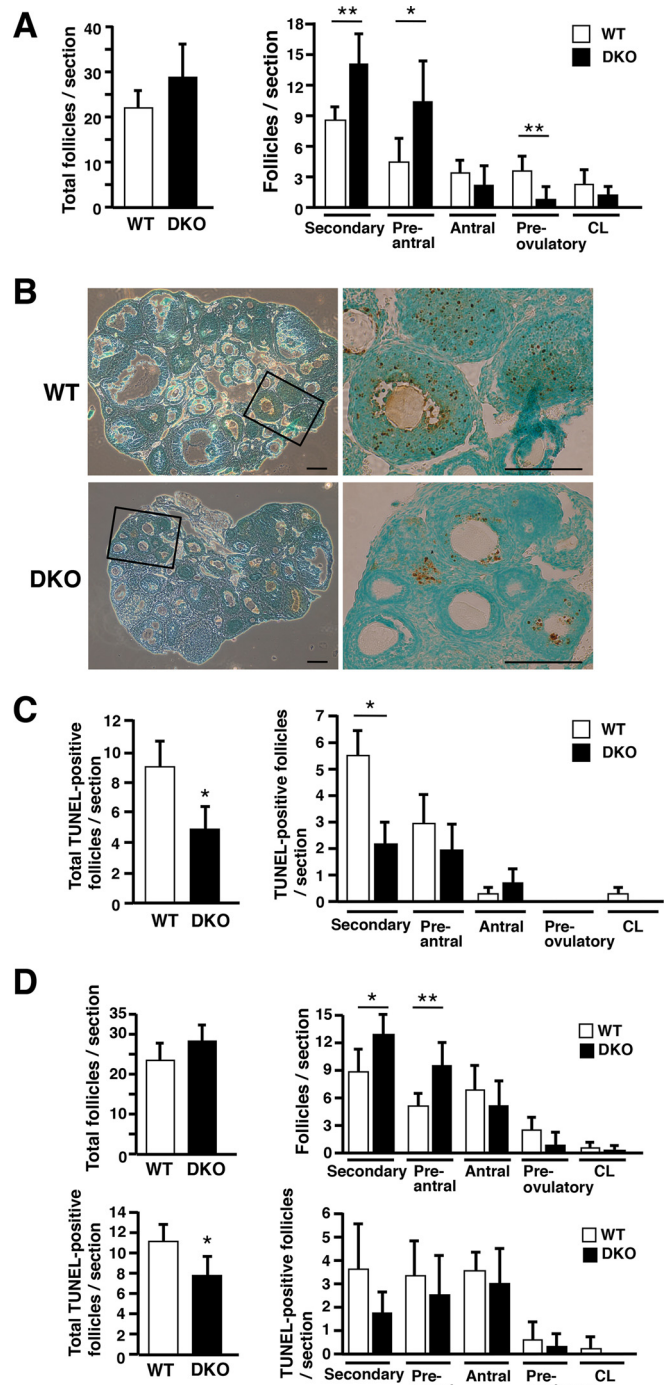 A
Total follicles / section
40
30
20
10
0
WT DKO
Follicles / section
18
15
12
9
6
3
0
** * **
WT
DKO
Secondary Pre-antral Antral Pre-ovulatory CL
B
WT
DKO
C
Total TUNEL-positive
follicles / section
12
10
8
6
4
2
0
*
WT DKO
TUNEL-positive follicles
/ section
7
6
5
4
3
2
1
0
*
WT
DKO
Secondary Pre-antral Antral Pre-ovulatory CL
D
Total follicles / section
35
30
20
10
0
WT DKO
Follicles / section
15
12
9
6
3
0
* **
WT
DKO
Secondary Pre-antral Antral Pre-ovulatory CL
Total TUNEL-positive
follicles / section
14
12
10
8
6
4
2
0
*
WT DKO
TUNEL-positive follicles
/ section
6
5
4
3
2
1
0
WT
DKO
Secondary Pre- Antral Pre- CL